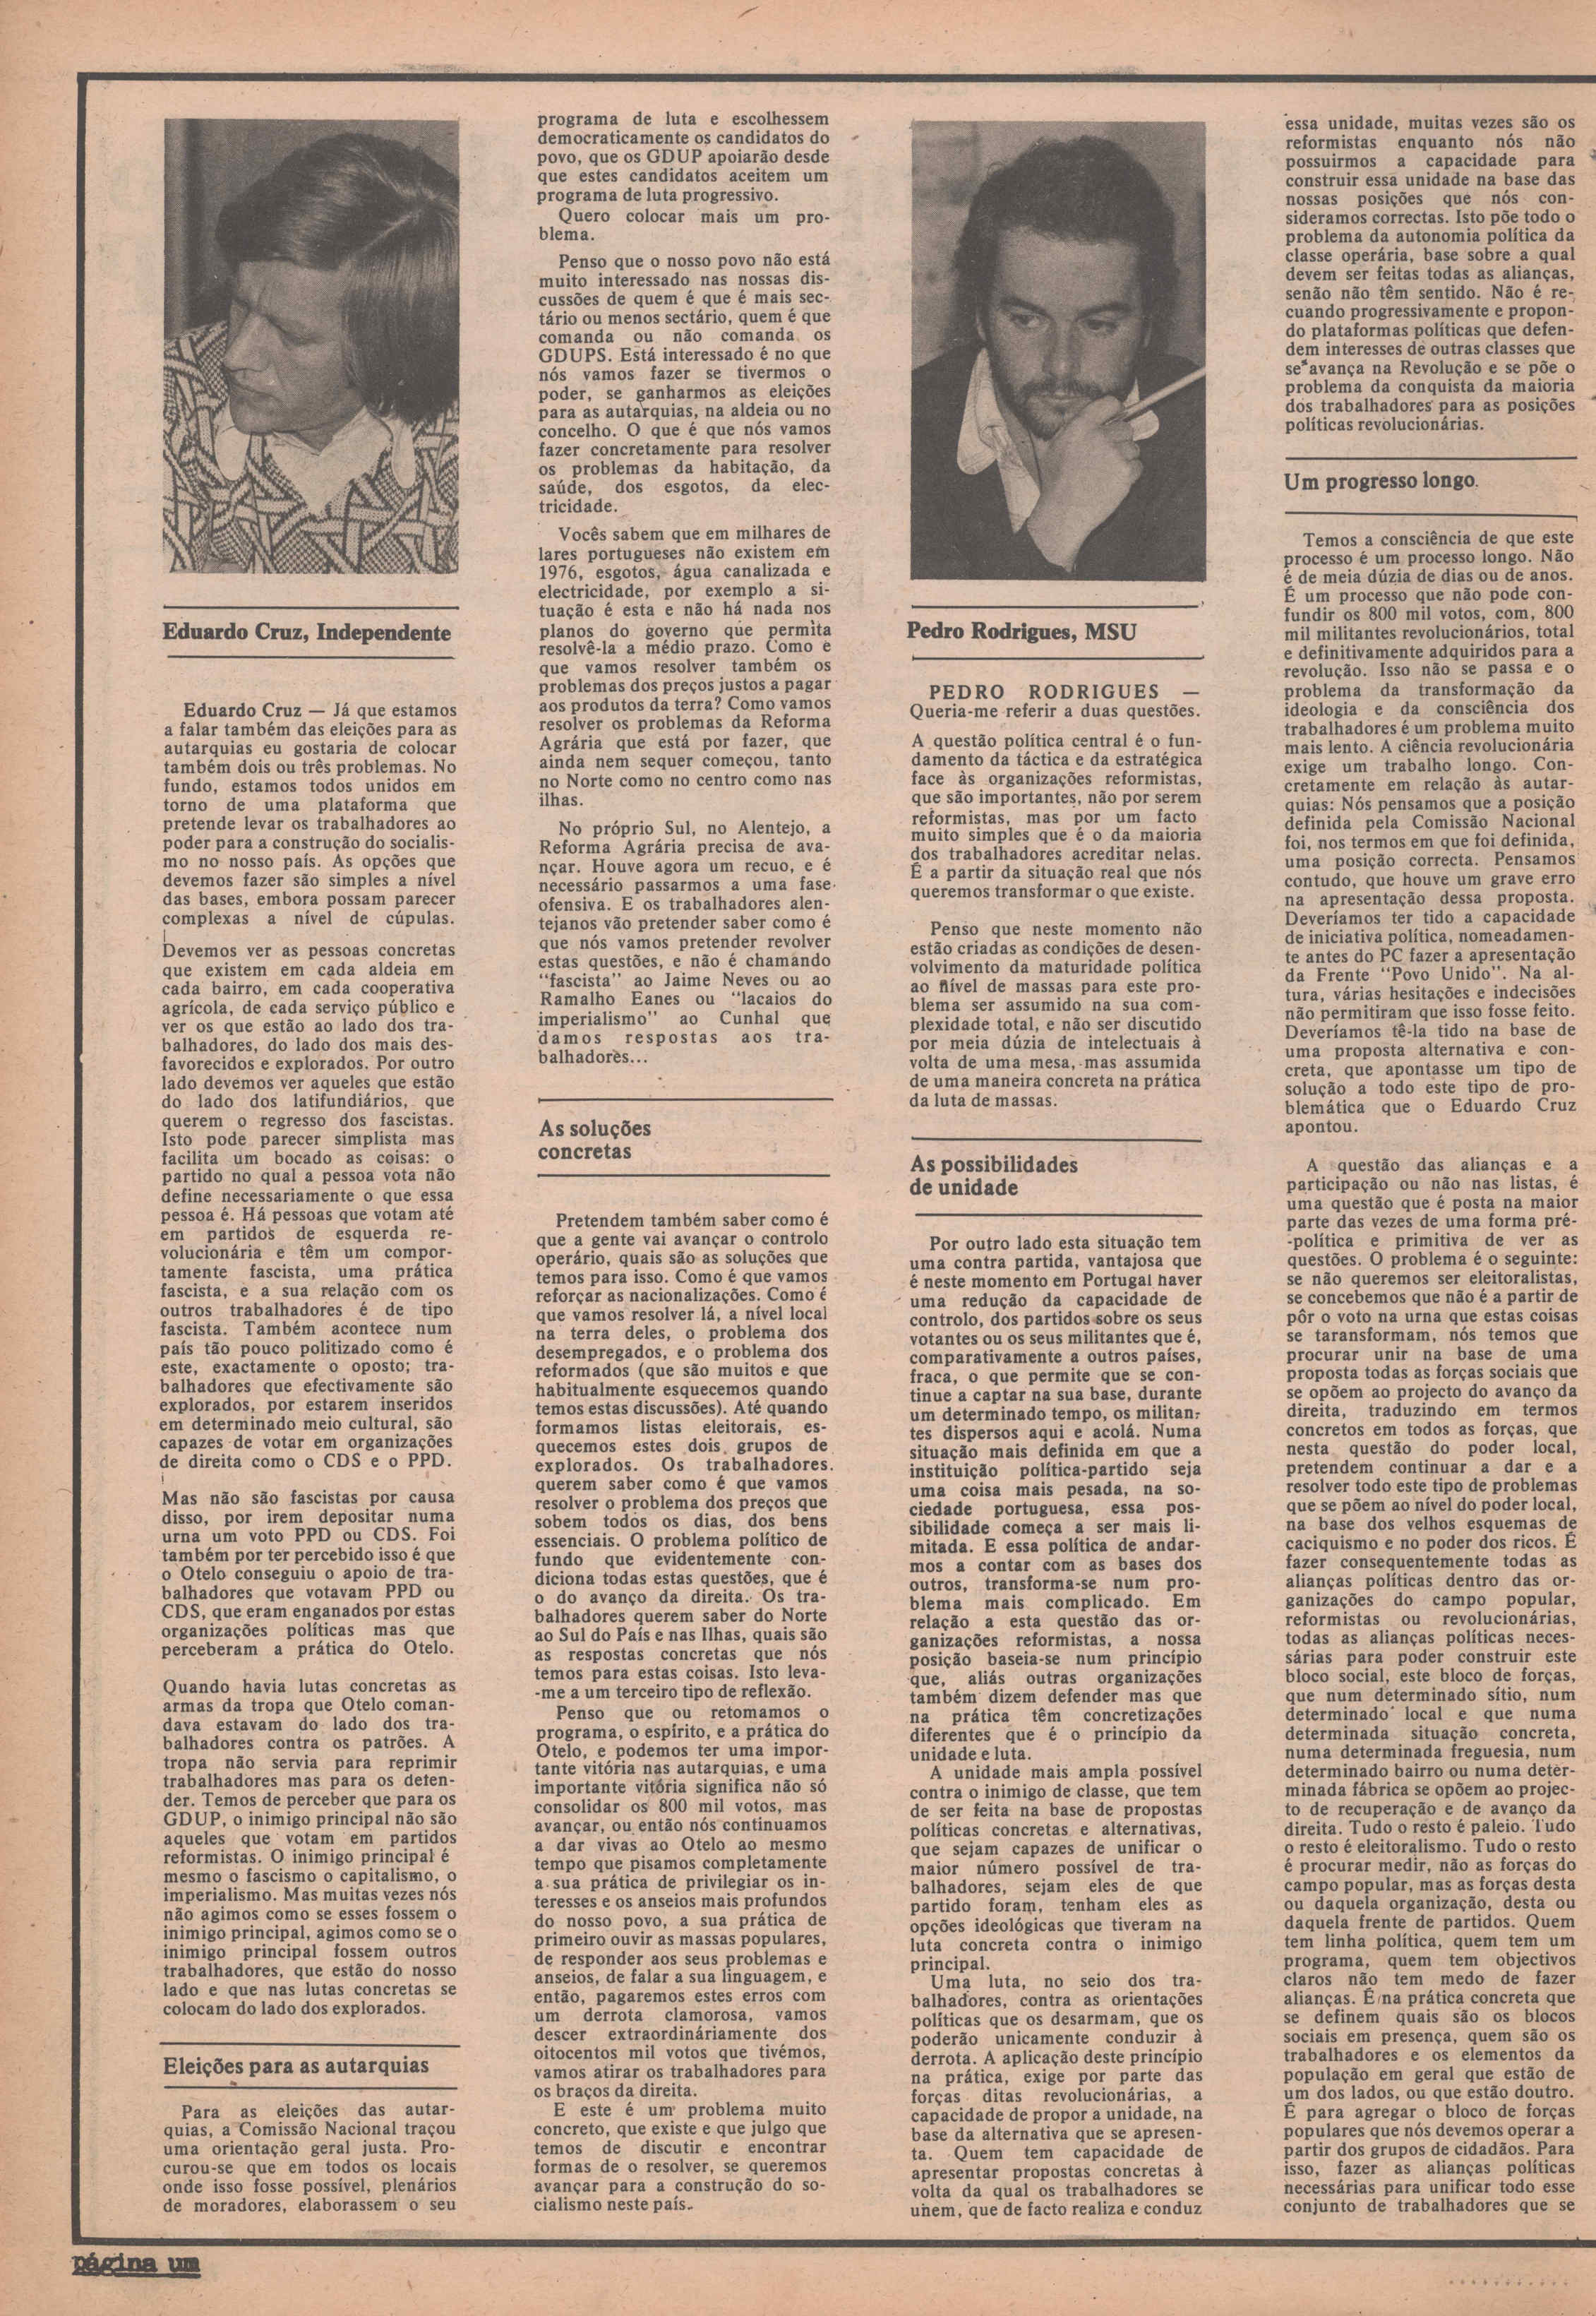 Eduardo Cruz, Independente
Eduardo Cruz — Já que estamos
a falar também das eleições para as
autarquias eu gostaria de colocar
também dois ou três problemas. No
fundo, estamos todos unidos em
torno de uma plataforma que
pretende levar os trabalhadores ao
poder para a construção do socialis-
mo no nosso país. As opções que
devemos fazer são simples a nível
das bases, embora possam parecer
complexas a nível de cúpulas.
Devemos ver as pessoas concretas
que existem em cada aldeia em
cada bairro, em cada cooperativa
agrícola, de cada serviço público e
ver os que estão ao lado dos tra-
balhadores, do lado dos mais des-
favorecidos e explorados. Por outro
lado devemos ver aqueles que estão
do lado dos latifundiários, que
querem o regresso dos fascistas.
Isto pode parecer simplista mas
facilita um bocado as coisas: o
partido no qual a pessoa vota não
define necessariamente o que essa
pessoa é. Há pessoas que votam até
em partidos de esquerda re-
volucionária e têm um compor-
tamente fascista, uma prática
fascista, e a sua relação com os
outros trabalhadores é de tipo
fascista. Também acontece num
país tão pouco politizado como é
este, exactamente o oposto; tra-
balhadores que efectivamente são
explorados, por estarem inseridos
em determinado meio cultural, são
capazes de votar em organizações
de direita como o CDS e o PPD.
Mas não são fascistas por causa
disso, por irem depositar numa
urna um voto PPD ou CDS. Foi
também por ter percebido isso é que
o Otelo conseguiu o apoio de tra-
balhadores que votavam PPD ou
CDS, que eram enganados por estas
organizações políticas mas que
perceberam a prática do Otelo.
Quando havia lutas concretas as
armas da tropa que Otelo coman-
dava estavam do lado dos tra-
balhadores contra os patrões. A
tropa não servia para reprimir
trabalhadores mas para os defen-
der. Temos de perceber que para os
GDUP, o inimigo principal não são
aqueles que votam em partidos
reformistas. O inimigo principal é
mesmo o fascismo o capitalismo, o
imperialismo. Mas muitas vezes nós
não agimos como se esses fossem o
inimigo principal, agimos como se o
inimigo principal fossem outros
trabalhadores, que estão do nosso
lado e que nas lutas concretas se
colocam do lado dos explorados.
Eleições para as autarquias
Para as eleições das autar-
quias, a Comissão Nacional traçou
uma orientação geral justa. Pro-
curou-se que em todos os locais
onde isso fosse possível, plenários
de moradores, elaborassem o seu
programa de luta e escolhessem
democraticamente os candidatos do
povo, que os GDUP apoiarão desde
que estes candidatos aceitem um
programa de luta progressivo.
Quero colocar mais um pro-
blema.
Penso que o nosso povo não está
muito interessado nas nossas dis-
cussões de quem é que é mais sec-
tário ou menos sectário, quem é que
comanda ou não comanda os
GDUPS. Está interessado é no que
nós vamos fazer se tivermos o
poder, se ganharmos as eleições
para as autarquias, na aldeia ou no
concelho. O que é que nós vamos
fazer concretamente para resolver
os problemas da habitação, da
saúde, dos esgotos, da elec-
tricidade.
Vocês sabem que em milhares de
lares portugueses não existem em
1976, esgotos, água canalizada e
electricidade, por exemplo a si-
tuação é esta e não há nada nos
planos do governo que permita
resolvê-la a médio prazo. Como e
que vamos resolver também os
problemas dos preços justos a pagar
aos produtos da terra? Como vamos
resolver os problemas da Reforma
Agrária que está por fazer, que
ainda nem sequer começou, tanto
no Norte como no centro como nas
ilhas.
No próprio Sul, no Alentejo, a
Reforma Agrária precisa de ava-
nçar. Houve agora um recuo, e é
necessário passarmos a uma fase
ofensiva. E os trabalhadores alen-
tejanos vão pretender saber como é
que nós vamos pretender revolver
estas questões, e não é chamando
"fascista" ao Jaime Neves ou ao
Ramalho Eanes ou "lacaios do
imperialismo" ao Cunhal que
damos respostas aos tra-
balhadores...
As soluções
concretas
Pretendem também saber como é
que a gente vai avançar o controlo
operário, quais são as soluções que
temos para isso. Como é que vamos
reforçar as nacionalizações. Como é
que vamos resolver lá, a nível local
na terra deles, o problema dos
desempregados, e o problema dos
reformados (que são muitos e que
habitualmente esquecemos quando
temos estas discussões). Até quando
formamos listas eleitorais, es-
quecemos estes dois grupos de
explorados. Os trabalhadores
querem saber como é que vamos
resolver o problema dos preços que
sobem todos os dias, dos bens
essenciais. O problema político de
fundo que evidentemente con-
diciona todas estas questões, que é
o do avanço da direita. Os tra-
balhadores querem saber do Norte
ao Sul do País e nas Ilhas, quais são
as respostas concretas que nós
temos para estas coisas. Isto leva-
-me a um terceiro tipo de reflexão.
Penso que ou retomamos o
programa, o espírito, e a prática do
Otelo, e podemos ter uma impor-
tante vitória nas autarquias, e uma
importante vitória significa não só
consolidar os 800 mil votos, mas
avançar, ou então nós continuamos
a dar vivas ao Otelo ao mesmo
tempo que pisamos completamente
a sua prática de privilegiar os in-
teresses e os anseios mais profundos
do nosso povo, a sua prática de
primeiro ouvir as massas populares,
de responder aos seus problemas e
anseios, de falar a sua linguagem, e
então, pagaremos estes erros com
um derrota clamorosa, vamos
descer extraordináriamente dos
oitocentos mil votos que tivémos,
vamos atirar os trabalhadores para
os braços da direita.
E este é um problema muito
concreto, que existe e que julgo que
temos de discutir e encontrar
formas de o resolver, se queremos
avançar para a construção do so-
cialismo neste país.
Pedro Rodrigues, MSU
PEDRO RODRIGUES —
Queria-me referir a duas questões.
A questão política central é o fun-
damento da táctica e da estratégica
face às organizações reformistas,
que são importantes, não por serem
reformistas, mas por um facto
muito simples que é o da maioria
dos trabalhadores acreditar nelas.
É a partir da situação real que nós
queremos transformar o que existe.
Penso que neste momento não
estão criadas as condições de desen-
volvimento da maturidade política
ao nível de massas para este pro-
blema ser assumido na sua com-
plexidade total, e não ser discutido
por meia dúzia de intelectuais à
volta de uma mesa, mas assumida
de uma maneira concreta na prática
da luta de massas.
As possibilidades
de unidade
Por outro lado esta situação tem
uma contra partida, vantajosa que
é neste momento em Portugal haver
uma redução da capacidade de
controlo, dos partidos sobre os seus
votantes ou os seus militantes que é,
comparativamente a outros países,
fraca, o que permite que se con-
tinue a captar na sua base, durante
um determinado tempo, os militan-
tes dispersos aqui e acolá. Numa
situação mais definida em que a
instituição política-partido seja
uma coisa mais pesada, na so-
ciedade portuguesa, essa pos-
sibilidade começa a ser mais li-
mitada. E essa política de andar-
mos a contar com as bases dos
outros, transforma-se num pro-
blema mais complicado. Em
relação a esta questão das or-
ganizações reformistas, a nossa
posição baseia-se num princípio
que, aliás outras organizações
também dizem defender mas que
na prática têm concretizações
diferentes que é o princípio da
unidade e luta.
A unidade mais ampla possível
contra o inimigo de classe, que tem
de ser feita na base de propostas
políticas concretas e alternativas,
que sejam capazes de unificar o
maior número possível de tra-
balhadores, sejam eles de que
partido foram, tenham eles as
opções ideológicas que tiveram na
luta concreta contra o inimigo
principal.
Uma luta, no seio dos tra-
balhadores, contra as orientações
políticas que os desarmam, que os
poderão unicamente conduzir à
derrota. A aplicação deste princípio
na prática, exige por parte das
forças ditas revolucionárias, a
capacidade de propor a unidade, na
base da alternativa que se apresen-
ta. Quem tem capacidade de
apresentar propostas concretas à
volta da qual os trabalhadores se
unem, que de facto realiza e conduz
essa unidade, muitas vezes são os
reformistas enquanto nós não
possuirmos a capacidade para
construir essa unidade na base das
nossas posições que nós con-
sideramos correctas. Isto põe todo o
problema da autonomia política da
classe operária, base sobre a qual
devem ser feitas todas as alianças,
senão não têm sentido. Não é re-
cuando progressivamente e propon-
do plataformas políticas que defen-
dem interesses de outras classes que
se avança na Revolução e se põe o
problema da conquista da maioria
dos trabalhadores para as posições
políticas revolucionárias.
Um progresso longo.
Temos a consciência de que este
processo é um processo longo. Não
é de meia dúzia de dias ou de anos.
É um processo que não pode con-
fundir os 800 mil votos, com, 800
mil militantes revolucionários, total
e definitivamente adquiridos para a
revolução. Isso não se passa e o
problema da transformação da
ideologia e da consciência dos
trabalhadores é um problema muito
mais lento. A ciência revolucionária
exige um trabalho longo. Con-
cretamente em relação às autar-
quias: Nós pensamos que a posição
definida pela Comissão Nacional
foi, nos termos em que foi definida,
uma posição correcta. Pensamos
contudo, que houve um grave erro
na apresentação dessa proposta.
Deveríamos ter tido a capacidade
de iniciativa política, nomeadamen-
te antes do PC fazer a apresentação
da Frente "Povo Unido". Na al-
tura, várias hesitações e indecisões
não permitiram que isso fosse feito.
Deveríamos tê-la tido na base de
uma proposta alternativa e con-
creta, que apontasse um tipo de
solução a todo este tipo de pro-
blemática que o Eduardo Cruz
apontou.
A questão das alianças e a
participação ou não nas listas, é
uma questão que é posta na maior
parte das vezes de uma forma pré-
-política e primitiva de ver as
questões. O problema é o seguinte:
se não queremos ser eleitoralistas,
se concebemos que não é a partir de
pôr o voto na urna que estas coisas
se taransformam, nós temos que
procurar unir na base de uma
proposta todas as forças sociais que
se opõem ao projecto do avanço da
direita, traduzindo em termos
concretos em todos as forças, que
nesta questão do poder local,
pretendem continuar a dar e a
resolver todo este tipo de problemas
que se põem ao nível do poder local,
na base dos velhos esquemas de
caciquismo e no poder dos ricos. É
fazer consequentemente todas as
alianças políticas dentro das or-
ganizações do campo popular,
reformistas ou revolucionárias,
todas as alianças políticas neces-
sárias para poder construir este
bloco social, este bloco de forças,
que num determinado sítio, num
determinado local e que numa
determinada situação concreta,
numa determinada freguesia, num
determinado bairro ou numa deter-
minada fábrica se opõem ao projec-
to de recuperação e de avanço da
direita. Tudo o resto é paleio. Tudo
o resto é eleitoralismo. Tudo o resto
é procurar medir, não as forças do
campo popular, mas as forças desta
ou daquela organização, desta ou
daquela frente de partidos. Quem
tem linha política, quem tem um
programa, quem tem objectivos
claros não tem medo de fazer
alianças. É na prática concreta que
se definem quais são os blocos
sociais em presença, quem são os
trabalhadores e os elementos da
população em geral que estão de
um dos lados, ou que estão doutro.
É para agregar o bloco de forças
populares que nós devemos operar a
partir dos grupos de cidadãos. Para
isso, fazer as alianças políticas
necessárias para unificar todo esse
conjunto de trabalhadores que se
página um